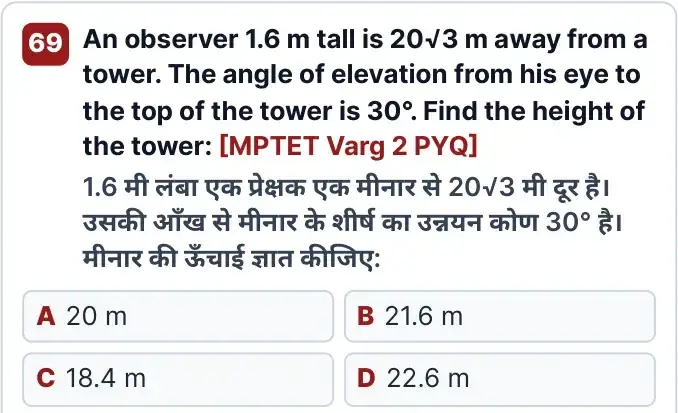 69 An observer 1.6 m tall is 20√3 m away from a
tower. The angle of elevation from his eye to
the top of the tower is 30°. Find the height of
the tower: [MPTET Varg 2 PYQ]
1.6 मी लंबा एक प्रेक्षक एक मीनार से 20√3 मी दूर है।
उसकी आँख से मीनार के शीर्ष का उन्नयन कोण 30° है।
मीनार की ऊँचाई ज्ञात कीजिए:
A 20 m
B 21.6 m
C 18.4 m
D 22.6 m